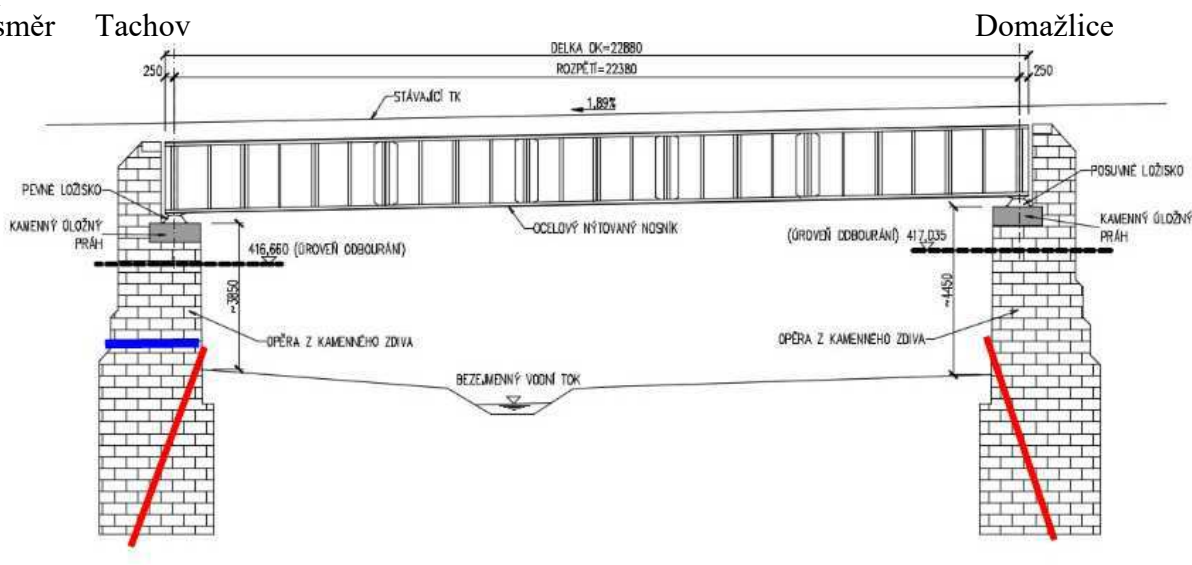 směr Tachov Domažlice
DELKA OK=22880
250 ROZPĚTÍ=22380 250
STÁVAJÍCÍ TK 1,89%
PEVNÉ LOŽISKO
POSUVNÉ LOŽISKO
KAMENNÝ ÚLOŽNÝ
PRÁH
OCELOVÝ NÝTOVANÝ NOSNÍK
KAMENNÝ ÚLOŽNÝ
PRÁH
416,660 (ÚROVEŇ ODBOURÁNÍ)
(ÚROVEŇ ODBOURÁNÍ) 417,035
~3850
~4450
OPĚRA Z KAMENNÉHO ZDIVA
OPĚRA Z KAMENNÉHO ZDIVA
BEZEJMENNÝ VODNÍ TOK